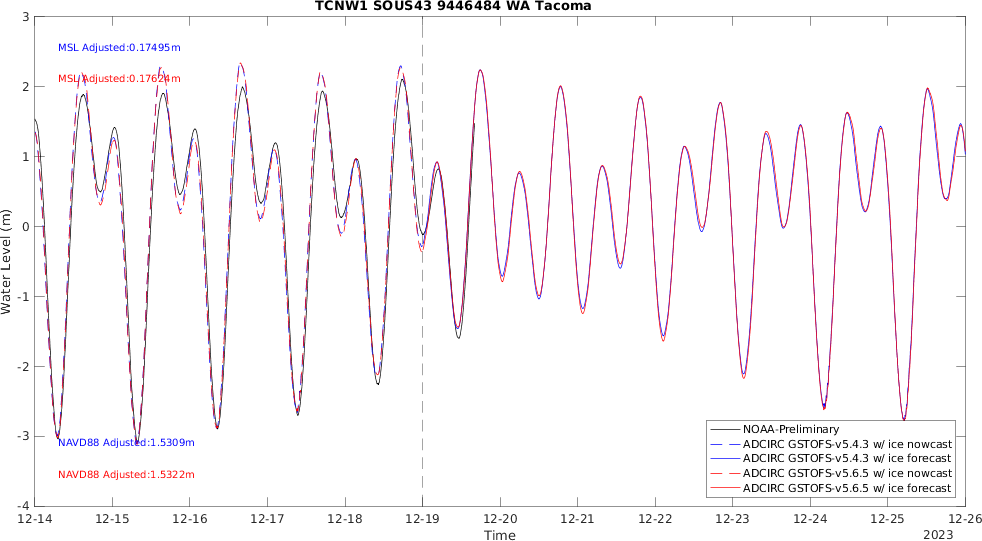 TCNW1 SOUS43 9446484 WA Tacoma
MSL Adjusted:0.17495m
MSL Adjusted:0.17624m
NAVD88 Adjusted:1.5309m
NAVD88 Adjusted:1.5322m
Water Level (m)
3
2
1
0
-1
-2
-3
-4
NOAA-Preliminary
ADCIRC GSTOFS-v5.4.3 w/ ice nowcast
ADCIRC GSTOFS-v5.4.3 w/ ice forecast
ADCIRC GSTOFS-v5.6.5 w/ ice nowcast
ADCIRC GSTOFS-v5.6.5 w/ ice forecast
12-14 12-15 12-16 12-17 12-18 12-19 12-20 12-21 12-22 12-23 12-24 12-25 12-26
Time
2023